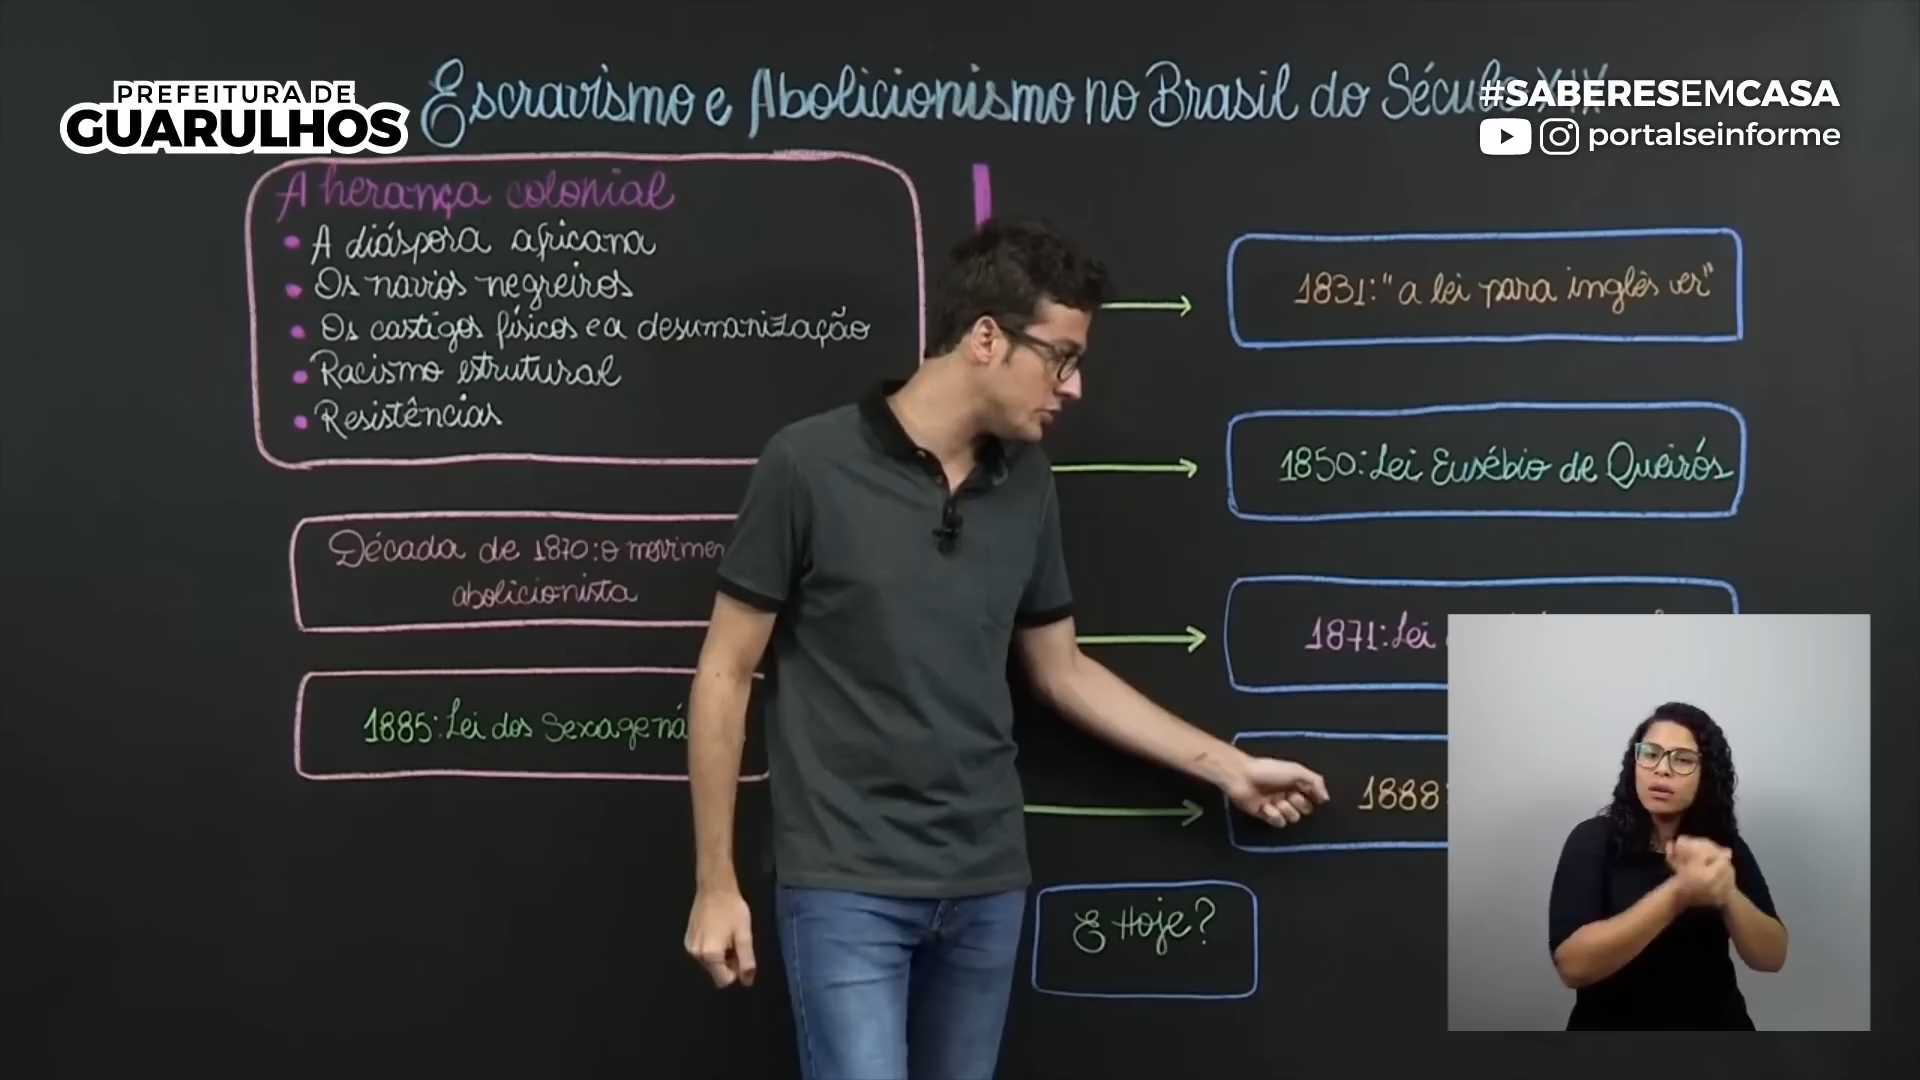 PREFEITURA DE
GUARULHOS
Escravismo e Abolicionismo no Brasil do Século XIX
#SABERESEMCASA
portalseinforme
A herança colonial
• A diáspora africana
• Os navios negreiros
• Os castigos físicos e a desumanização
• Racismo estrutural
• Resistências
Década de 1870: o
abolicionista
1885: Lei dos
1831: "a lei para inglês ver"
1850: Lei Eusébio de Queirós
1871: Lei
1888:
E Hoje?